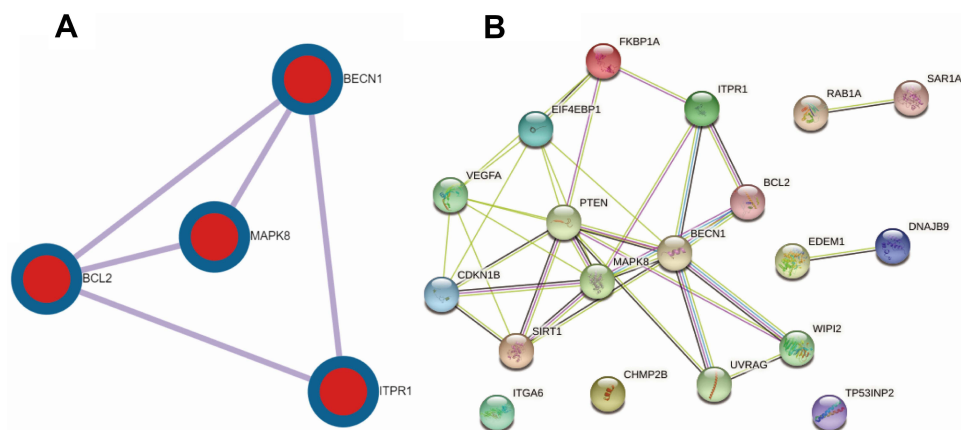 A
BECN1
MAPK8
BCL2
ITPR1
B
FKBP1A
ITPR1
RAB1A
SAR1A
EIF4EBP1
VEGFA
BCL2
PTEN
BECN1
EDEM1
DNAJB9
MAPK8
CDKN1B
SIRT1
WIPI2
UVRAG
CHMP2B
ITGA6
TP53INP2